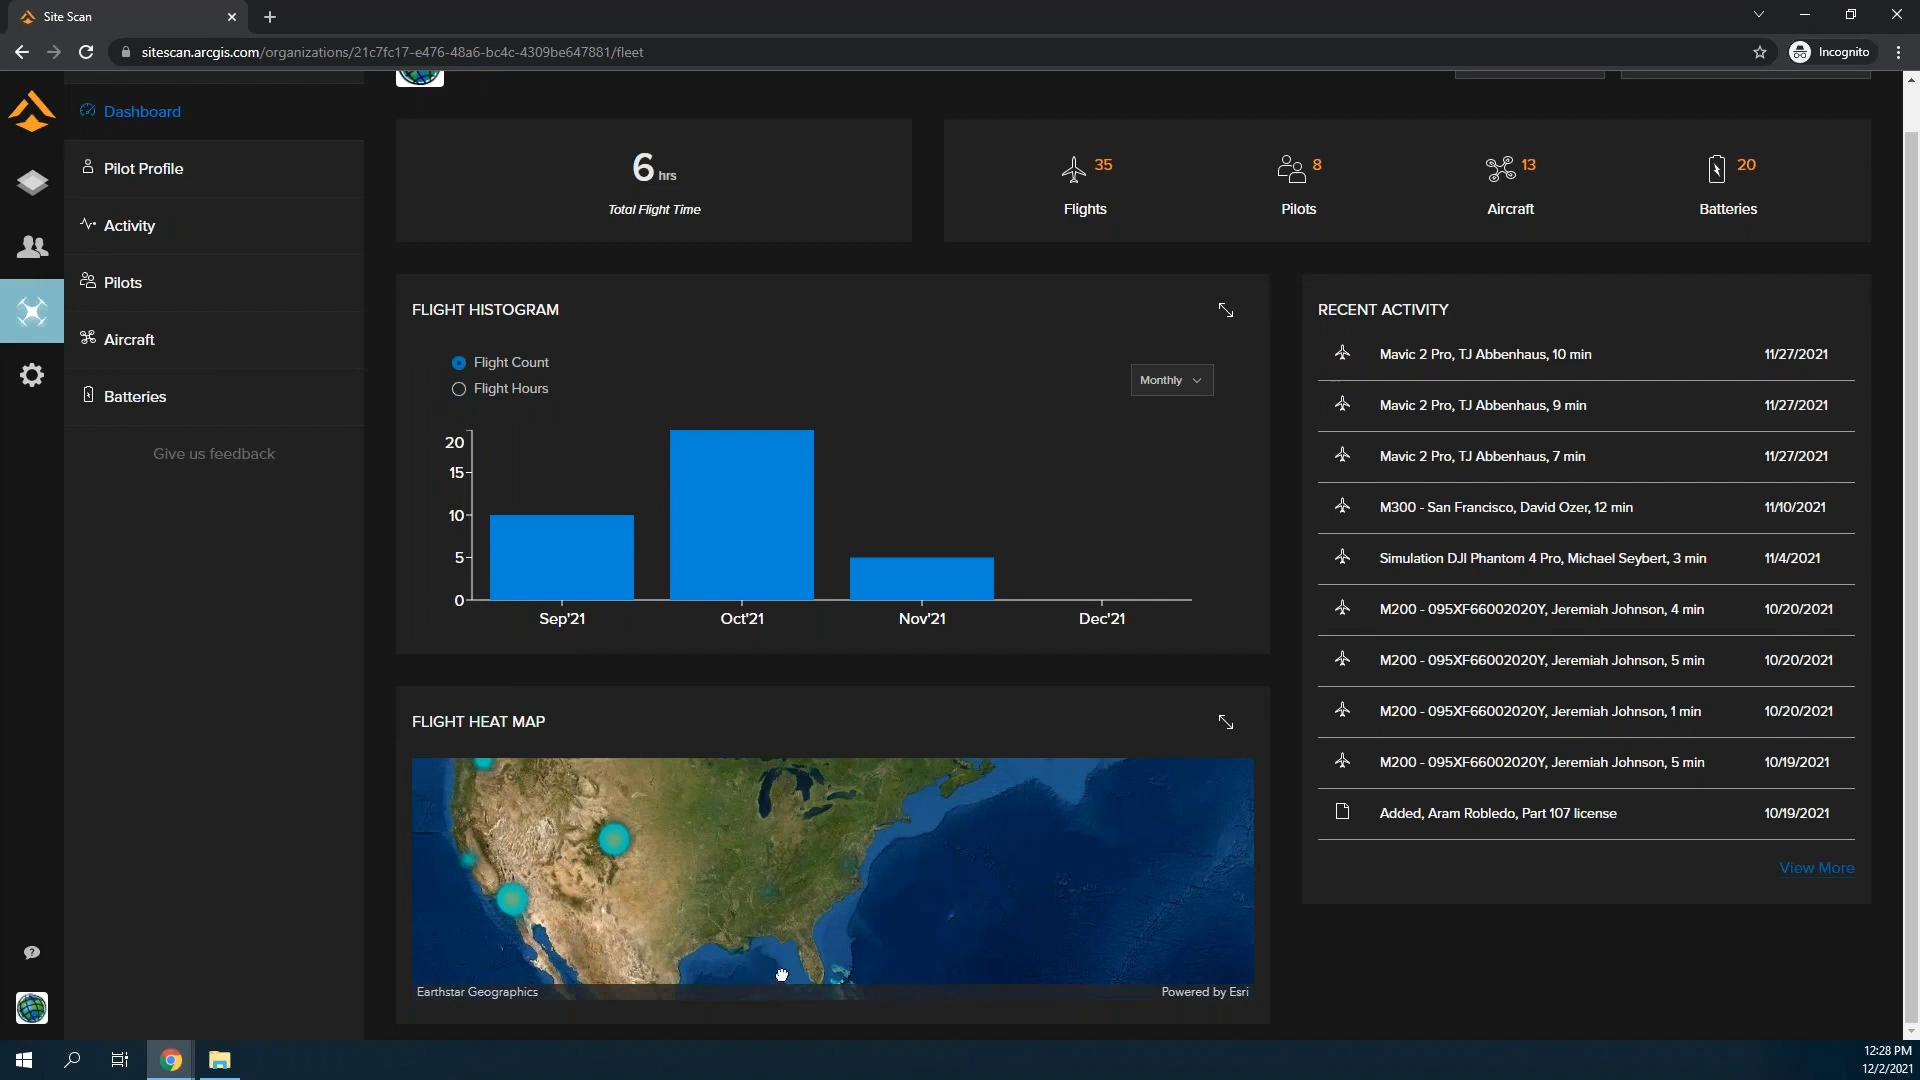 Site Scan
sitescan.arcgis.com/organizations/21c7fc17-e476-48a6-bc4c-4309be647881/fleet
Incognito
Dashboard
Pilot Profile
Activity
Pilots
Aircraft
Batteries
Give us feedback
6 hrs
Total Flight Time
35
Flights
8
Pilots
13
Aircraft
20
Batteries
FLIGHT HISTOGRAM
Flight Count
Flight Hours
Monthly
20
15
10
5
0
Sep'21 Oct'21 Nov'21 Dec'21
FLIGHT HEAT MAP
Earthstar Geographics
Powered by Esri
RECENT ACTIVITY
Mavic 2 Pro, TJ Abbenhaus, 10 min 11/27/2021
Mavic 2 Pro, TJ Abbenhaus, 9 min 11/27/2021
Mavic 2 Pro, TJ Abbenhaus, 7 min 11/27/2021
M300 - San Francisco, David Ozer, 12 min 11/10/2021
Simulation DJI Phantom 4 Pro, Michael Seybert, 3 min 11/4/2021
M200 - 095XF66002020Y, Jeremiah Johnson, 4 min 10/20/2021
M200 - 095XF66002020Y, Jeremiah Johnson, 5 min 10/20/2021
M200 - 095XF66002020Y, Jeremiah Johnson, 1 min 10/20/2021
M200 - 095XF66002020Y, Jeremiah Johnson, 5 min 10/19/2021
Added, Aram Robledo, Part 107 license 10/19/2021
View More
12:28 PM
12/2/2021